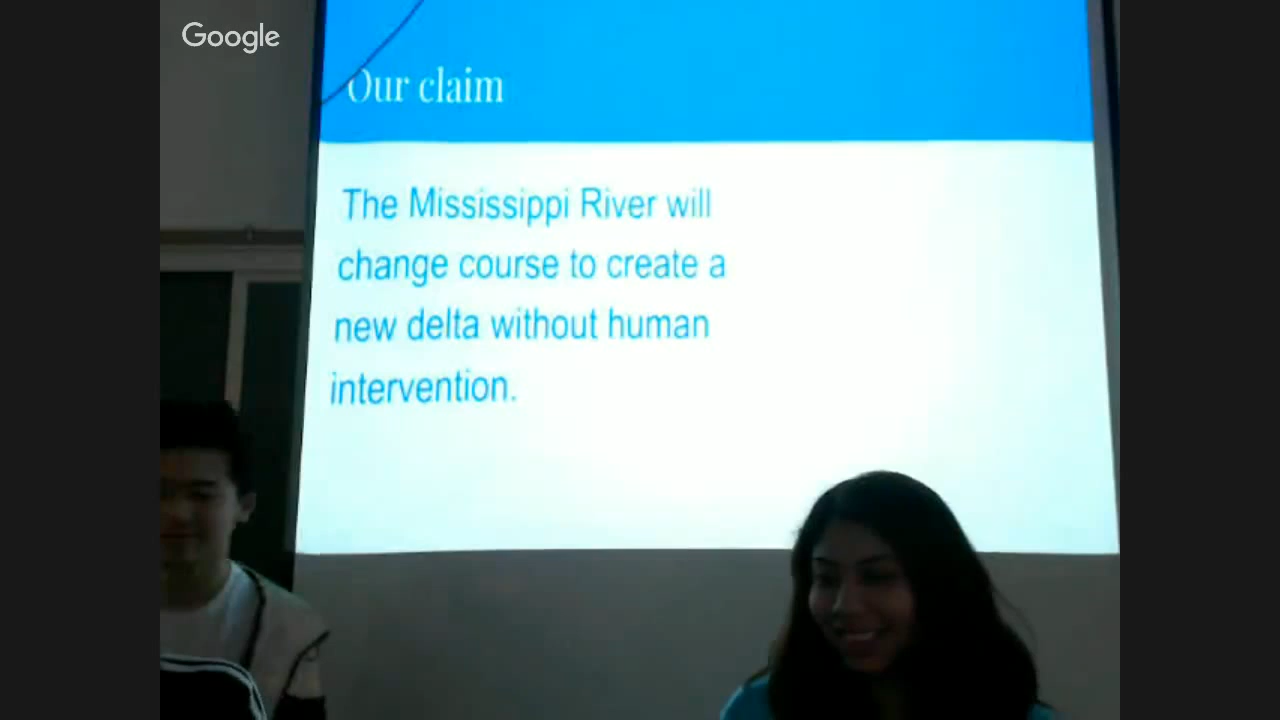 Google
Our claim
The Mississippi River will
change course to create a
new delta without human
intervention.